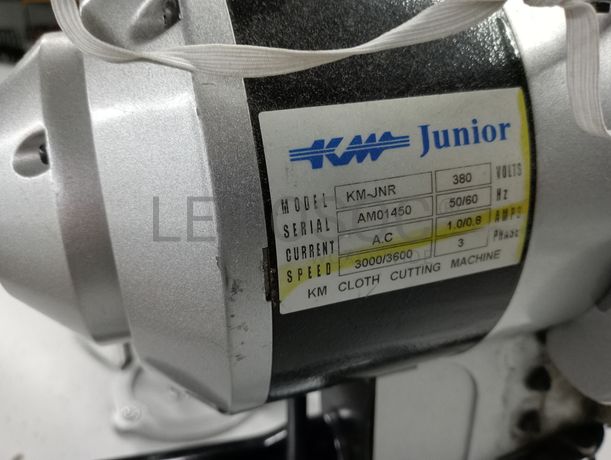 KM Junior
MODEL KM-JNR 380 VOLTS
SERIAL AM01450 50/60 Hz
CURRENT A.C 1.0/0.8 AMPS
SPEED 3000/3600 3 PHASE
KM CLOTH CUTTING MACHINE